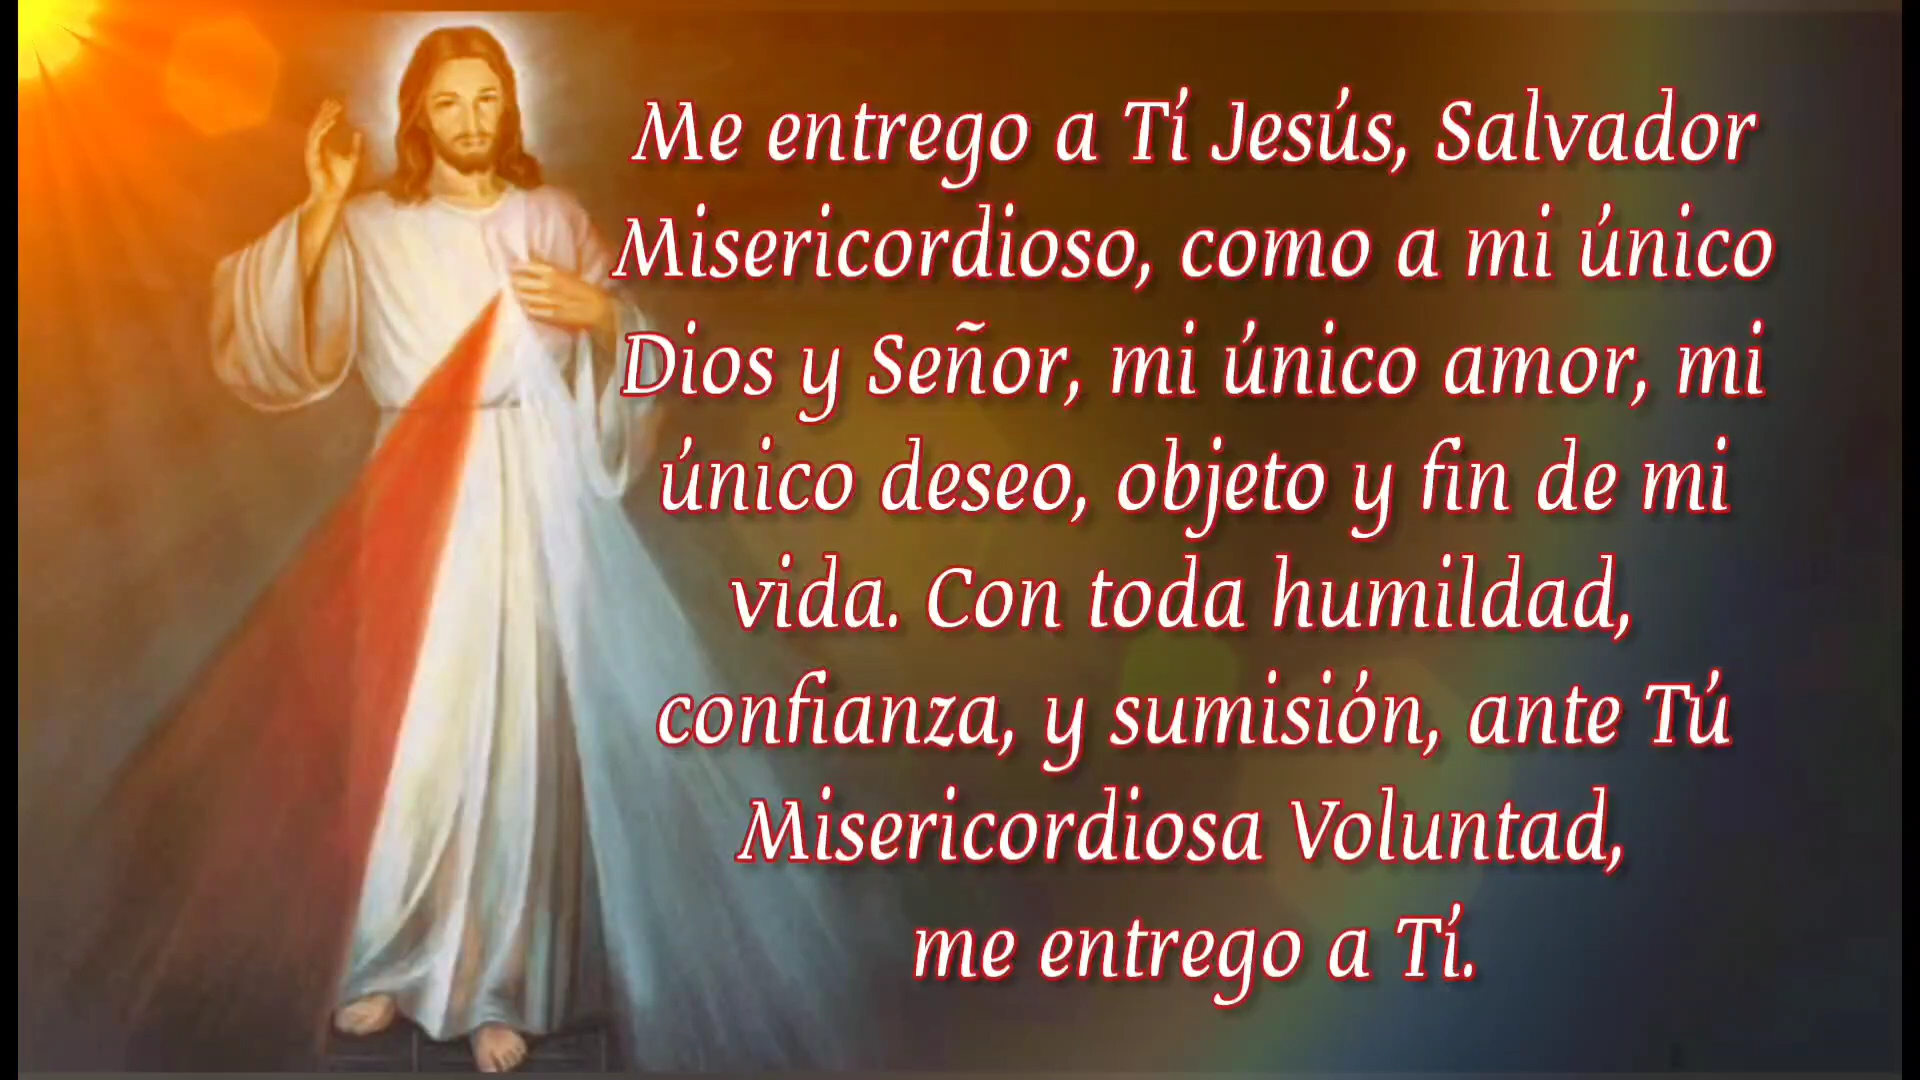 Me entrego a Tí Jesús, Salvador
Misericordioso, como a mi único
Dios y Señor, mi único amor, mi
único deseo, objeto y fin de mi
vida. Con toda humildad,
confianza, y sumisión, ante Tú
Misericordiosa Voluntad,
me entrego a Tí.